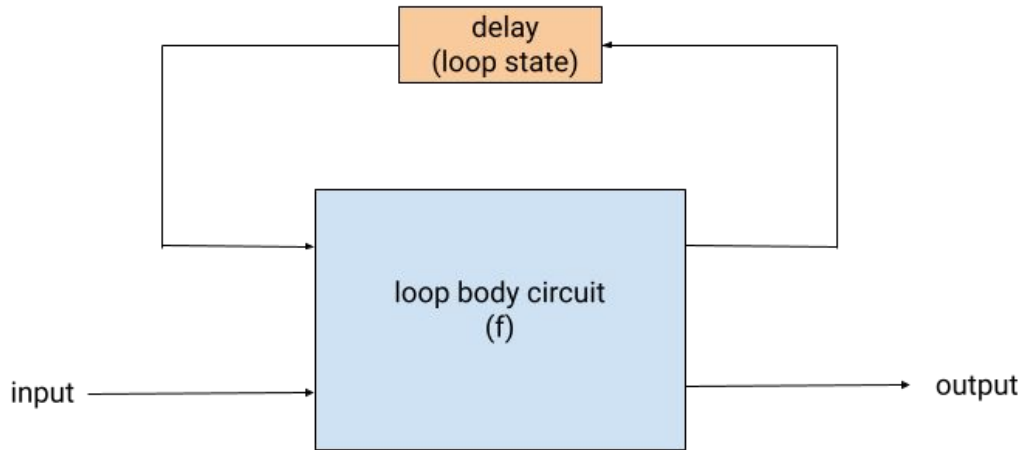 delay
(loop state)
loop body circuit
(f)
input
output